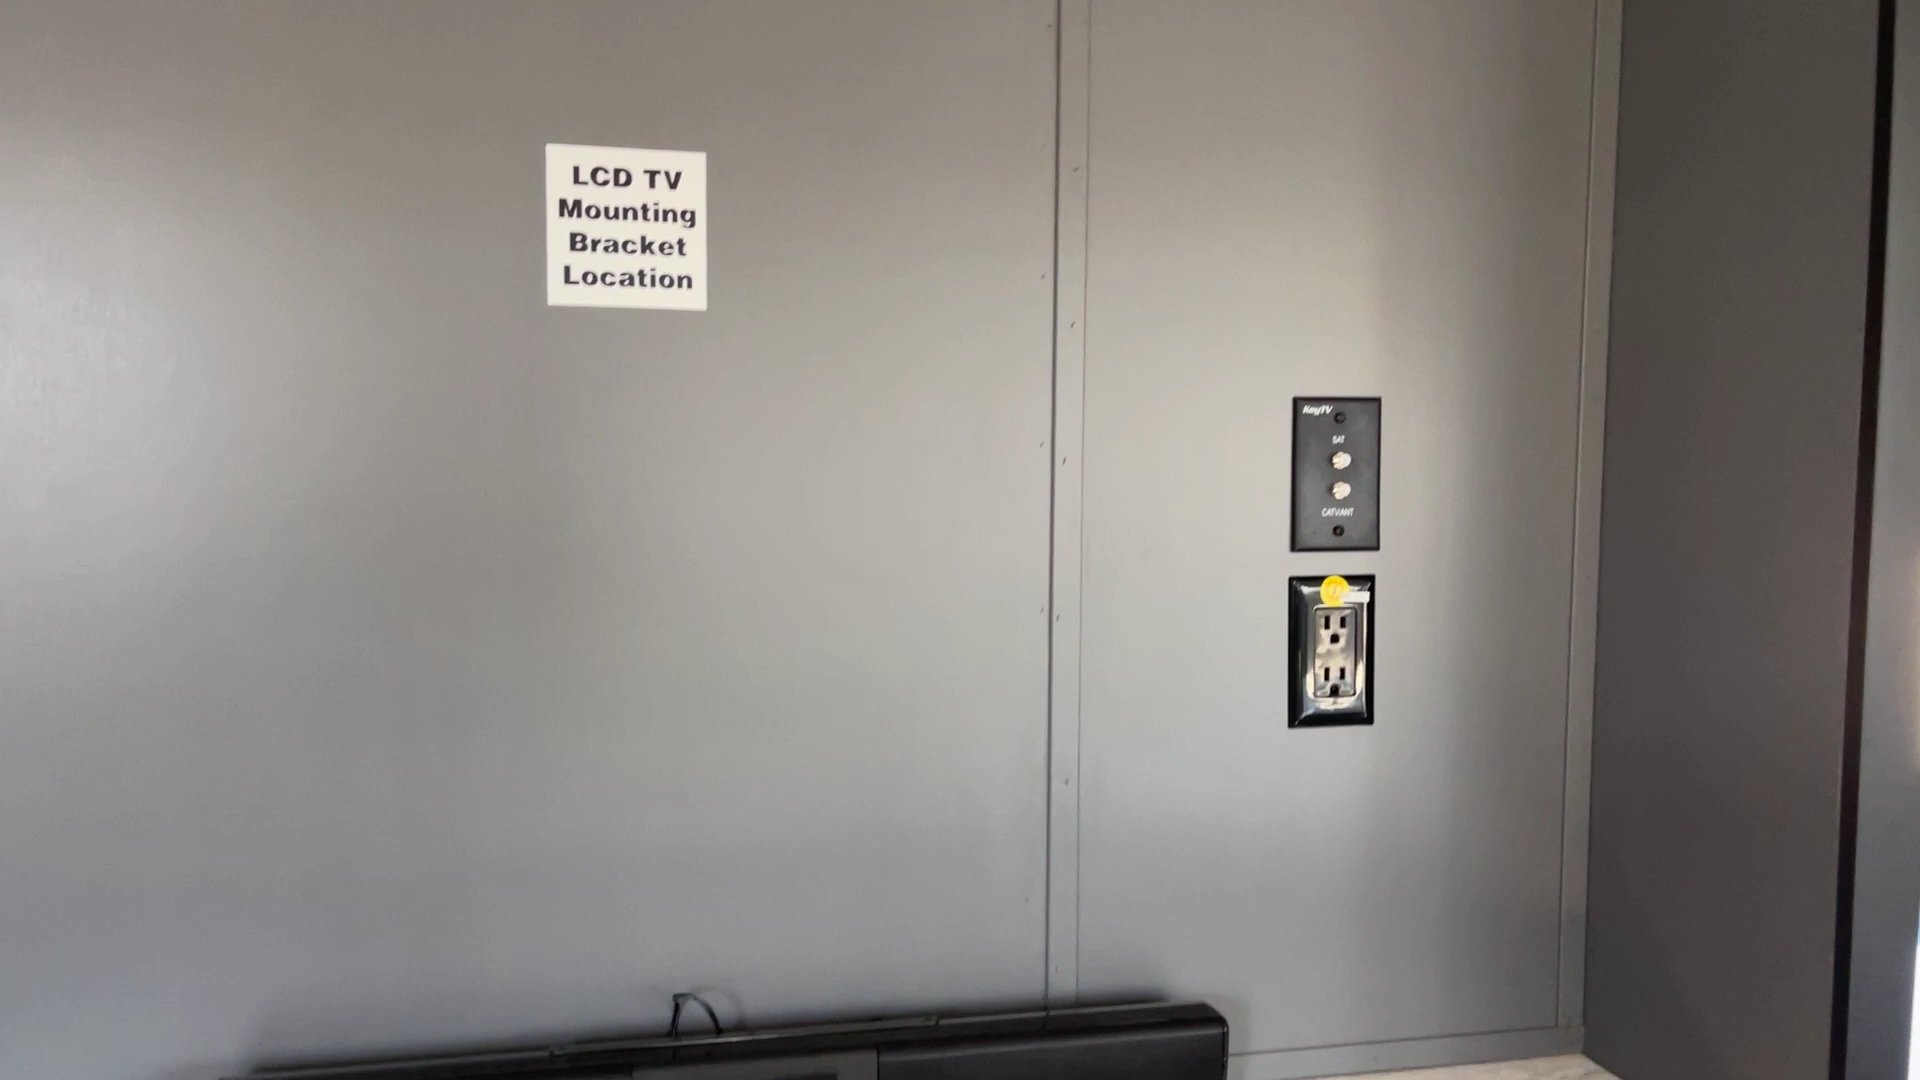 LCD TV
Mounting
Bracket
Location
KeyTV
SAT
CATV/ANT